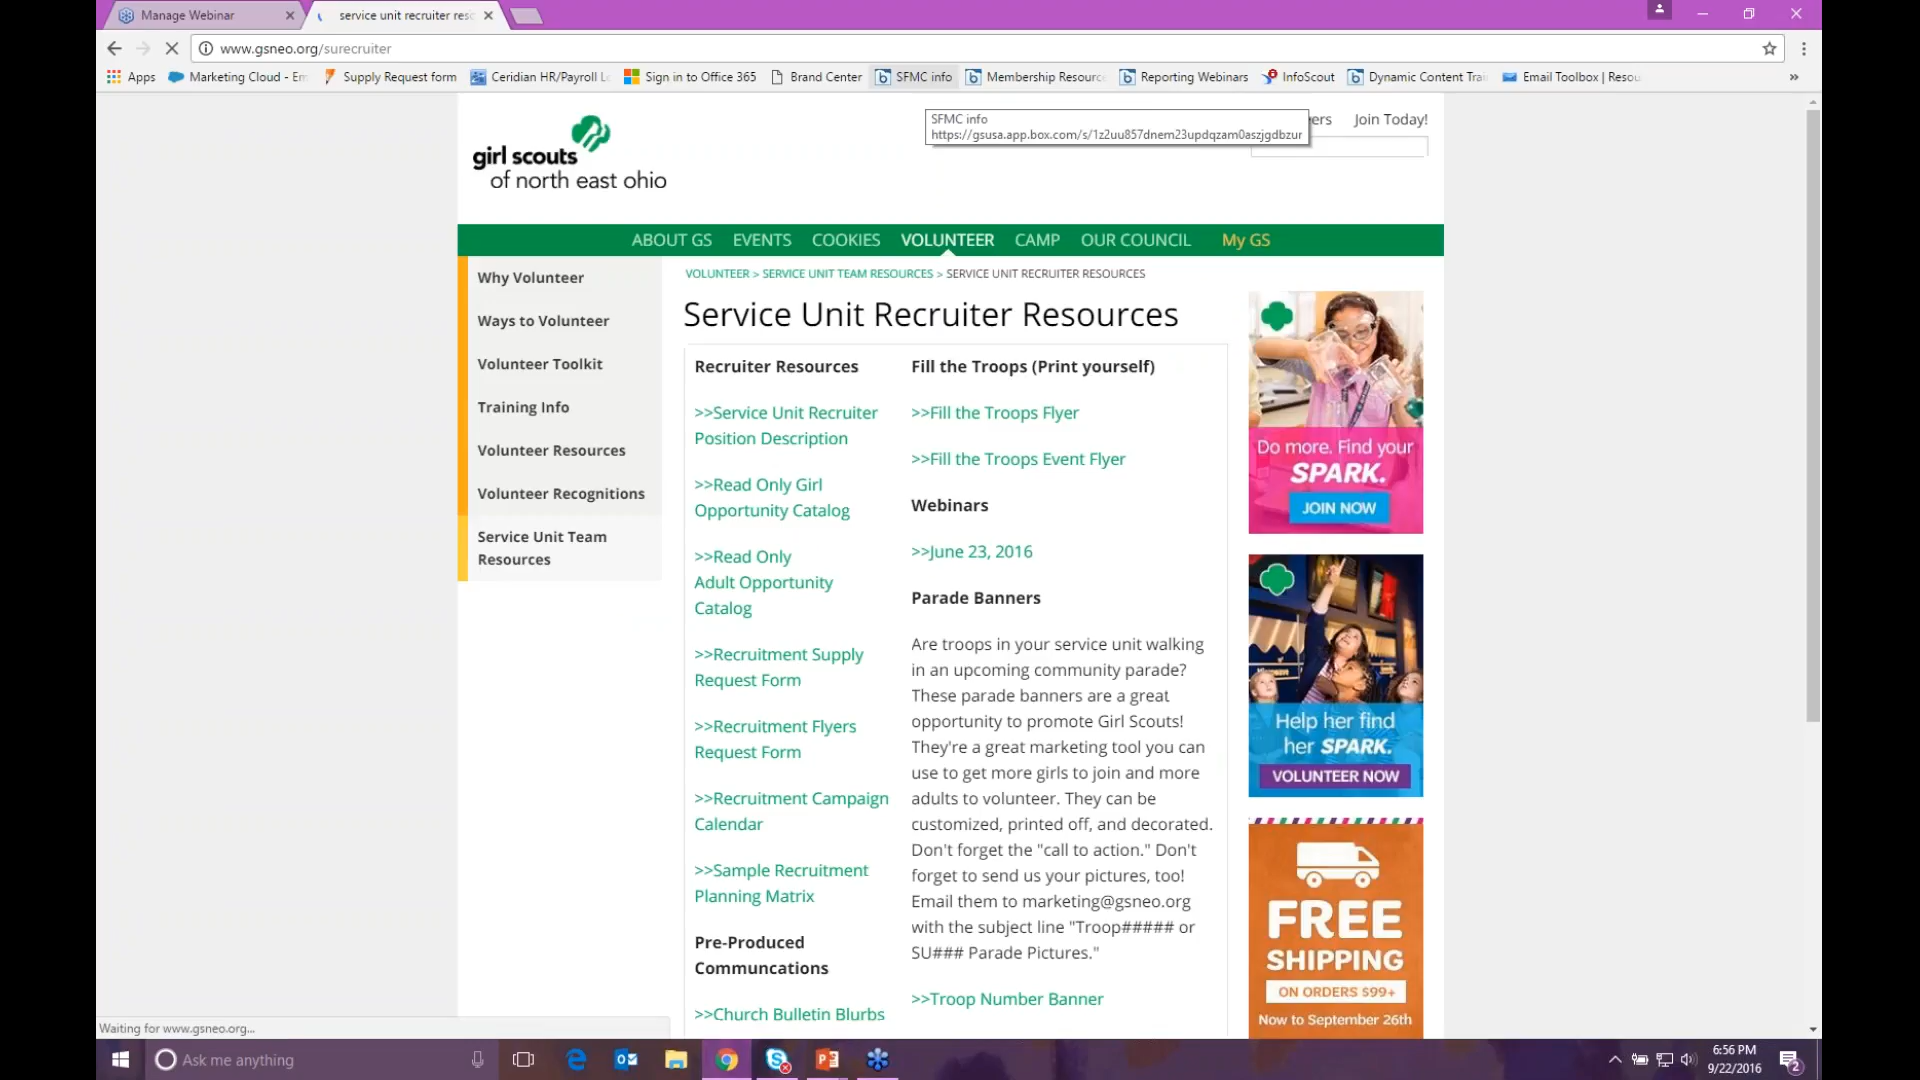 Manage Webinar
service unit recruiter reso
www.gsneo.org/surecruiter
Apps
Marketing Cloud - Em
Supply Request form
Ceridian HR/Payroll Lo
Sign in to Office 365
Brand Center
SFMC info
Membership Resourc
Reporting Webinars
InfoScout
Dynamic Content Trai
Email Toolbox | Resou
»
SFMC info
https://gsusa.app.box.com/s/1z2uu857dnem23updqzam0aszjgdbzur
ers
Join Today!
girl scouts
of north east ohio
ABOUT GS EVENTS COOKIES VOLUNTEER CAMP OUR COUNCIL My GS
Why Volunteer
Ways to Volunteer
Volunteer Toolkit
Training Info
Volunteer Resources
Volunteer Recognitions
Service Unit Team
Resources
VOLUNTEER > SERVICE UNIT TEAM RESOURCES > SERVICE UNIT RECRUITER RESOURCES
Service Unit Recruiter Resources
Recruiter Resources
>>Service Unit Recruiter
Position Description
>>Read Only Girl
Opportunity Catalog
>>Read Only
Adult Opportunity
Catalog
>>Recruitment Supply
Request Form
>>Recruitment Flyers
Request Form
>>Recruitment Campaign
Calendar
>>Sample Recruitment
Planning Matrix
Pre-Produced
Communcations
>>Church Bulletin Blurbs
Fill the Troops (Print yourself)
>>Fill the Troops Flyer
>>Fill the Troops Event Flyer
Webinars
>>June 23, 2016
Parade Banners
Are troops in your service unit walking
in an upcoming community parade?
These parade banners are a great
opportunity to promote Girl Scouts!
They're a great marketing tool you can
use to get more girls to join and more
adults to volunteer. They can be
customized, printed off, and decorated.
Don't forget the "call to action." Don't
forget to send us your pictures, too!
Email them to marketing@gsneo.org
with the subject line "Troop##### or
SU### Parade Pictures."
>>Troop Number Banner
Do more. Find your
SPARK.
JOIN NOW
Help her find
her SPARK.
VOLUNTEER NOW
FREE
SHIPPING
ON ORDERS $99+
Now to September 26th
Waiting for www.gsneo.org...
Ask me anything
6:56 PM
9/22/2016
2